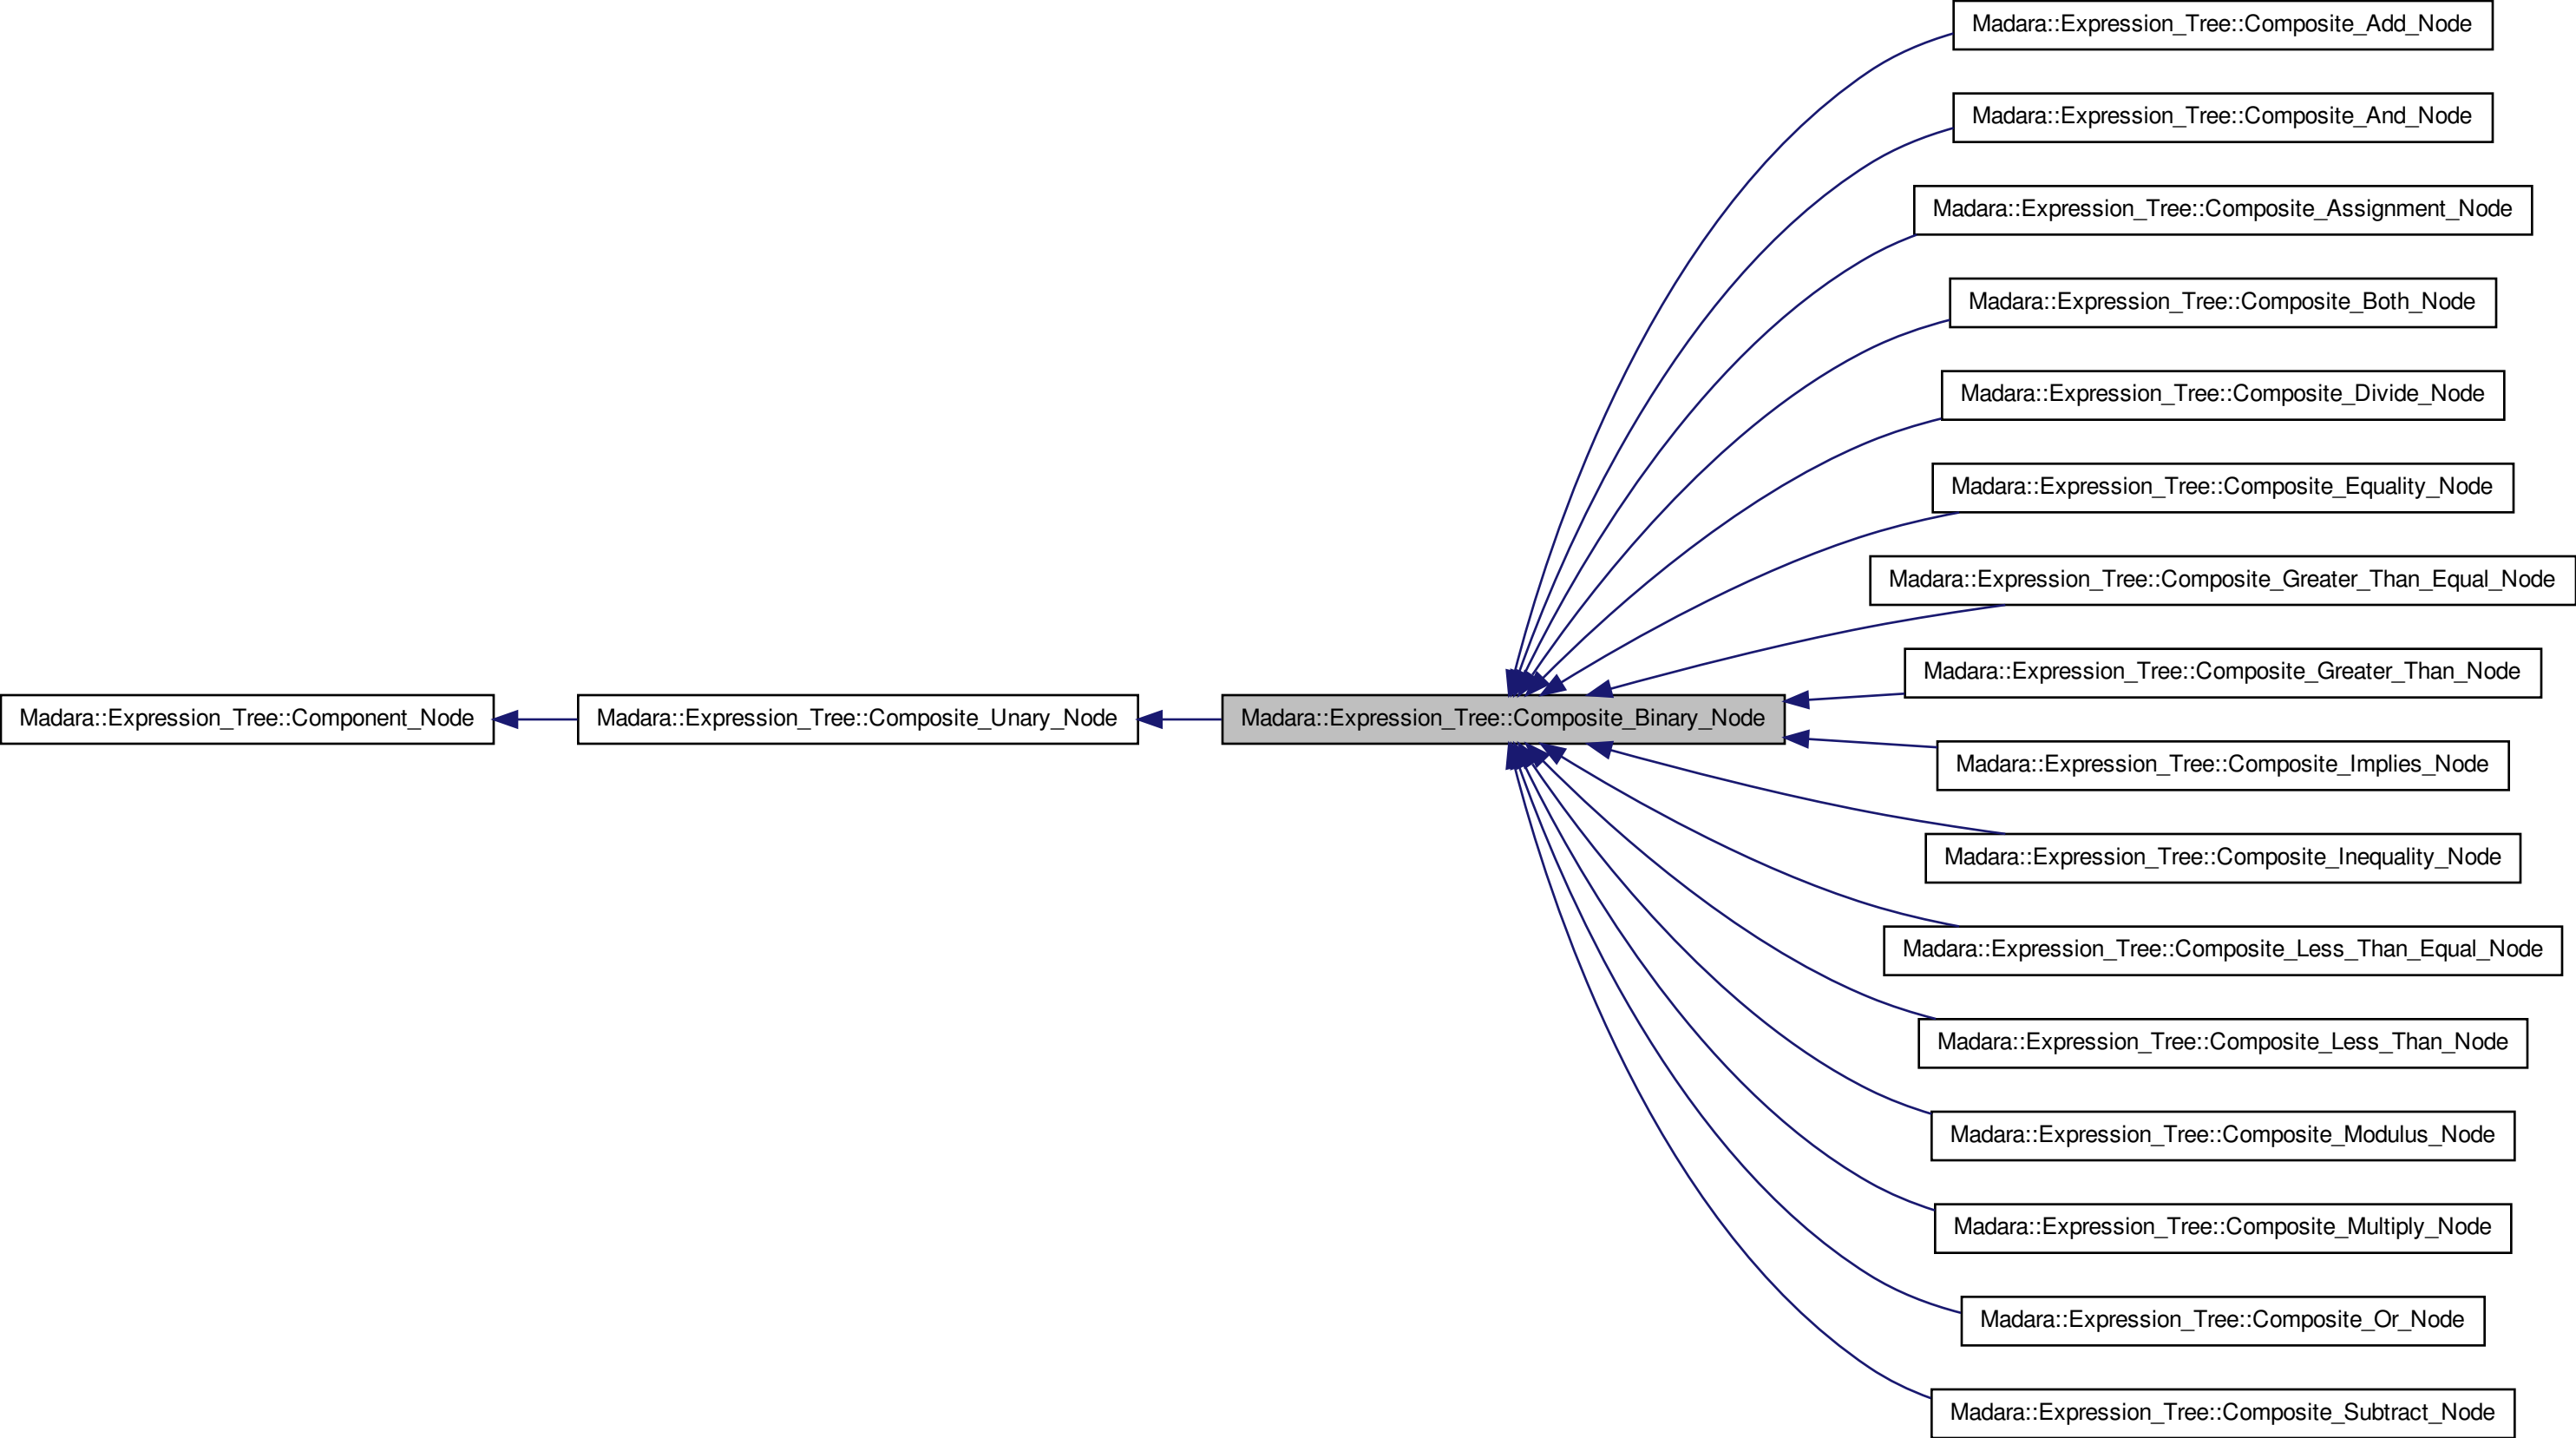 Madara::Expression_Tree::Composite_Add_Node
Madara::Expression_Tree::Composite_And_Node
Madara::Expression_Tree::Composite_Assignment_Node
Madara::Expression_Tree::Composite_Both_Node
Madara::Expression_Tree::Composite_Divide_Node
Madara::Expression_Tree::Composite_Equality_Node
Madara::Expression_Tree::Composite_Greater_Than_Equal_Node
Madara::Expression_Tree::Composite_Greater_Than_Node
Madara::Expression_Tree::Component_Node
Madara::Expression_Tree::Composite_Unary_Node
Madara::Expression_Tree::Composite_Binary_Node
Madara::Expression_Tree::Composite_Implies_Node
Madara::Expression_Tree::Composite_Inequality_Node
Madara::Expression_Tree::Composite_Less_Than_Equal_Node
Madara::Expression_Tree::Composite_Less_Than_Node
Madara::Expression_Tree::Composite_Modulus_Node
Madara::Expression_Tree::Composite_Multiply_Node
Madara::Expression_Tree::Composite_Or_Node
Madara::Expression_Tree::Composite_Subtract_Node